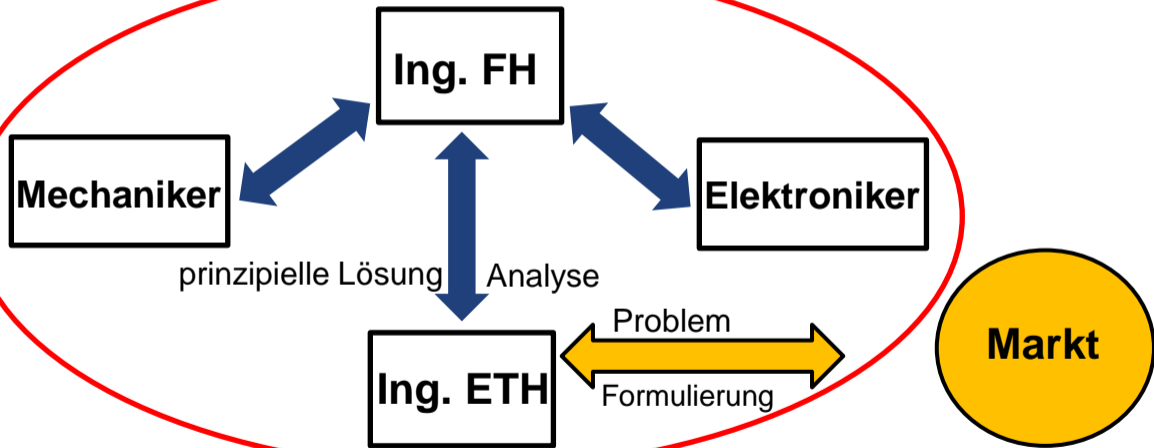 Ing. FH
Mechaniker
Elektroniker
prinzipielle Lösung
Analyse
Problem
Formulierung
Markt
Ing. ETH